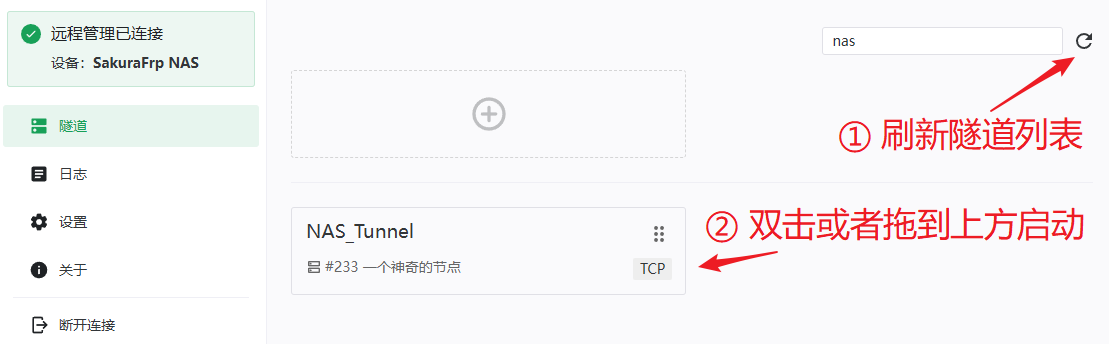 远程管理已连接
设备：SakuraFrp NAS
隧道
日志
设置
关于
断开连接
nas
① 刷新隧道列表
NAS_Tunnel
#233 一个神奇的节点
TCP
② 双击或者拖到上方启动